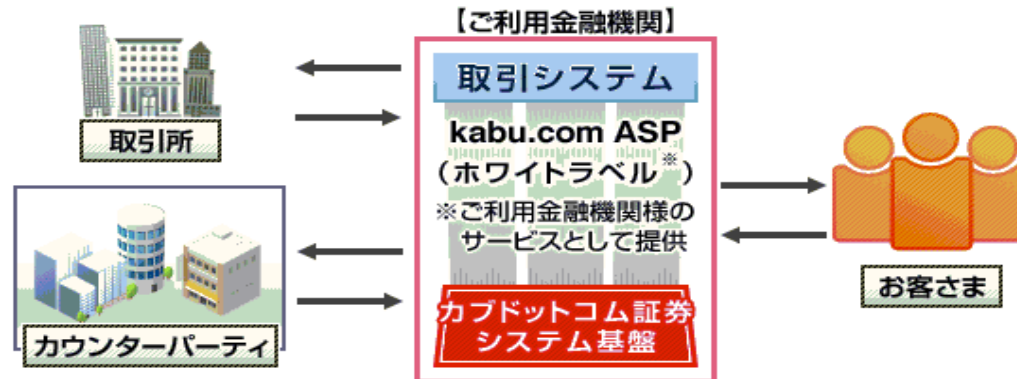 【ご利用金融機関】
取引システム
kabu.com ASP
（ホワイトラベル※）
※ご利用金融機関様の
サービスとして提供
カブドットコム証券
システム基盤
取引所
カウンターパーティ
お客さま